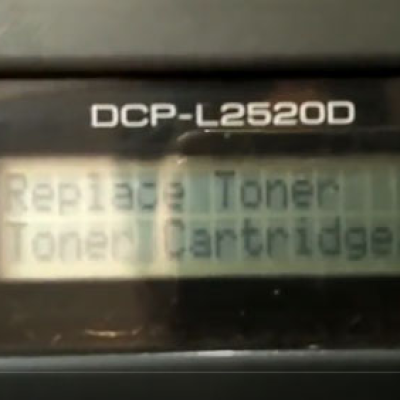 DCP-L2520D
Replace Toner
Toner Cartridge